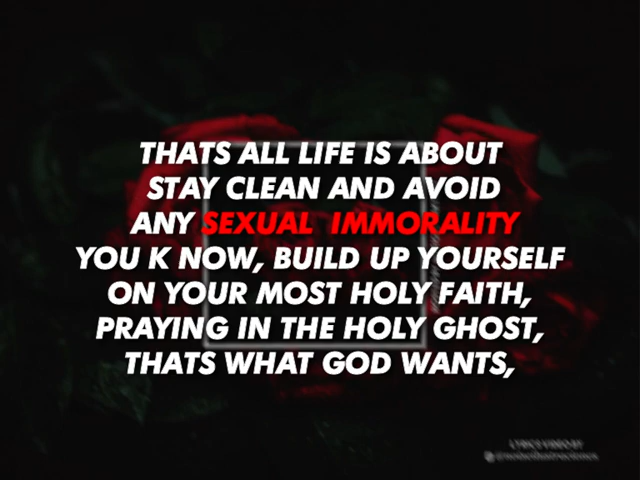 THATS ALL LIFE IS ABOUT
STAY CLEAN AND AVOID
ANY SEXUAL IMMORALITY
YOU K NOW, BUILD UP YOURSELF
ON YOUR MOST HOLY FAITH,
PRAYING IN THE HOLY GHOST,
THATS WHAT GOD WANTS,